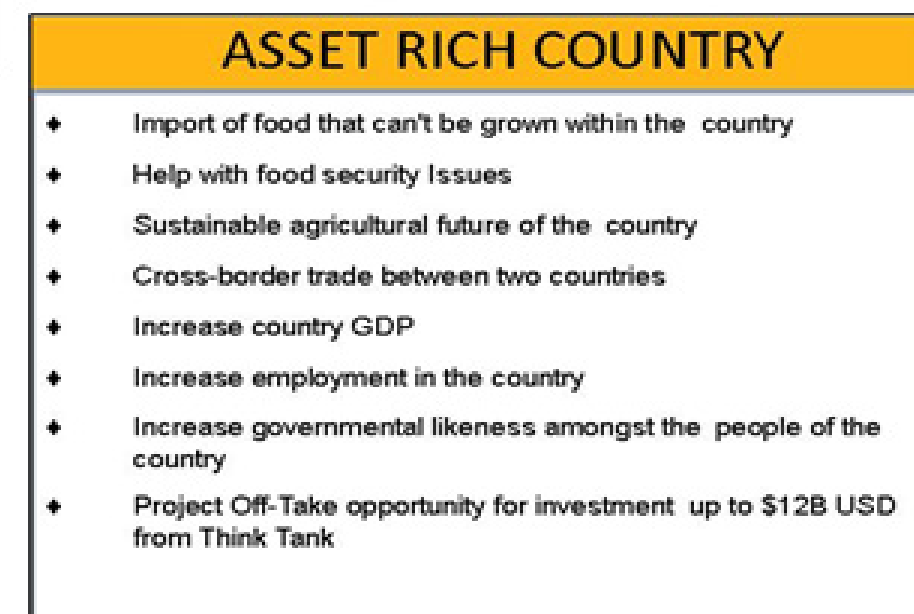 ASSET RICH COUNTRY
Import of food that can't be grown within the country
Help with food security Issues
Sustainable agricultural future of the country
Cross-border trade between two countries
Increase country GDP
Increase employment in the country
Increase governmental likeness amongst the people of the
country
Project Off-Take opportunity for investment up to $12B USD
from Think Tank